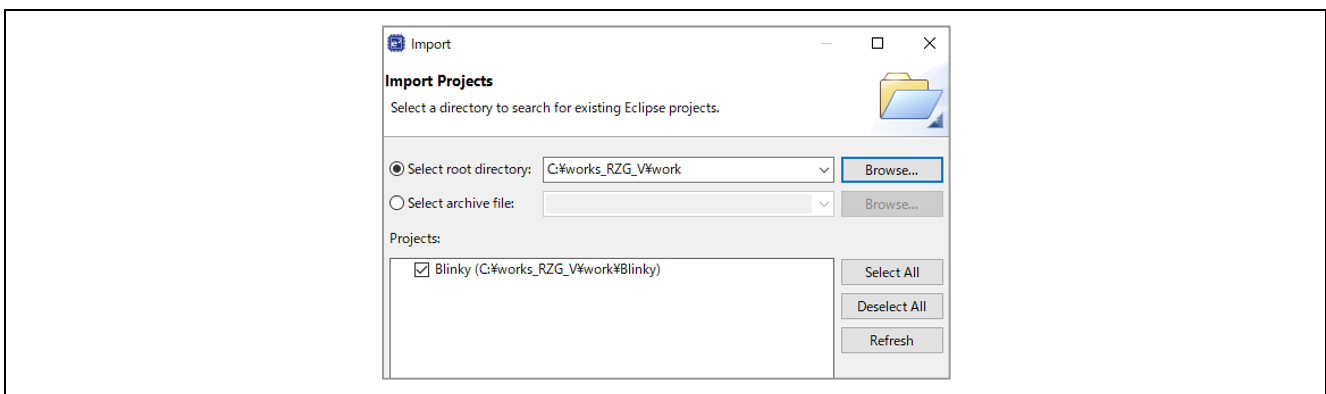 Import
Import Projects
Select a directory to search for existing Eclipse projects.
Select root directory: C:¥works_RZG_V¥work Browse...
Select archive file: Browse...
Projects:
Blinky (C:¥works_RZG_V¥work¥Blinky) Select All
Deselect All
Refresh